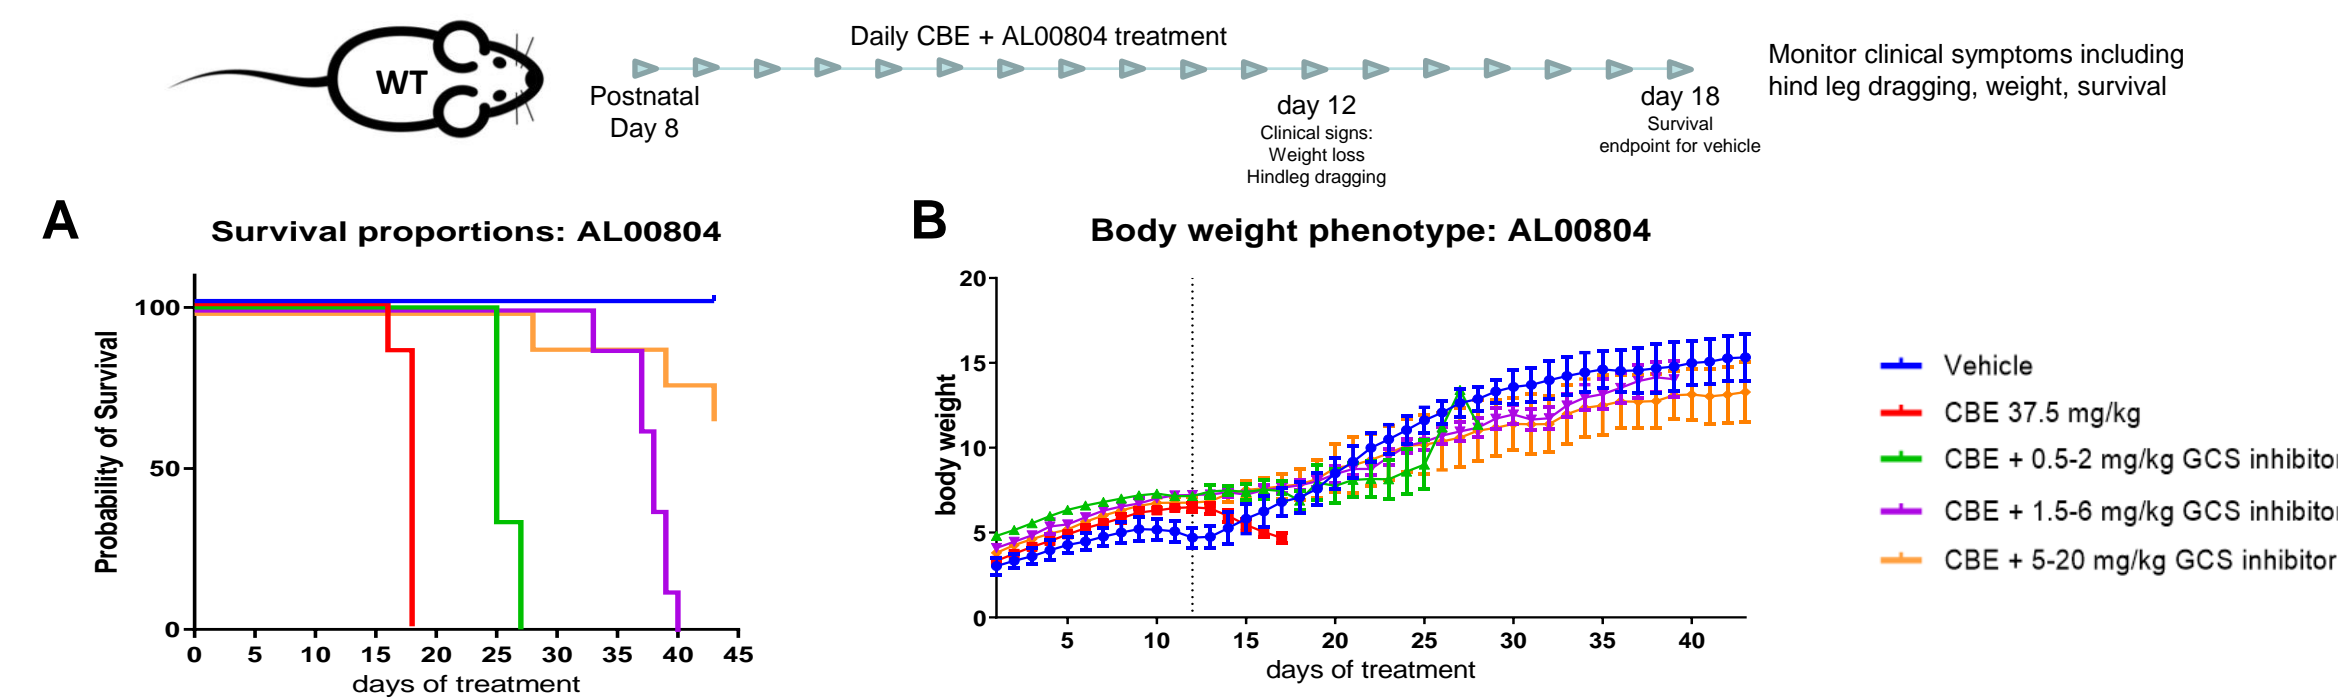 WT
Daily CBE + AL00804 treatment
Postnatal
Day 8
day 12
Clinical signs:
Weight loss
Hindleg dragging
day 18
Survival
endpoint for vehicle
Monitor clinical symptoms including
hind leg dragging, weight, survival
A
Survival proportions: AL00804
Probability of Survival
100
50
0
0 5 10 15 20 25 30 35 40 45
days of treatment
B
Body weight phenotype: AL00804
body weight
20
15
10
5
0
5 10 15 20 25 30 35 40
days of treatment
Vehicle
CBE 37.5 mg/kg
CBE + 0.5-2 mg/kg GCS inhibitor
CBE + 1.5-6 mg/kg GCS inhibitor
CBE + 5-20 mg/kg GCS inhibitor